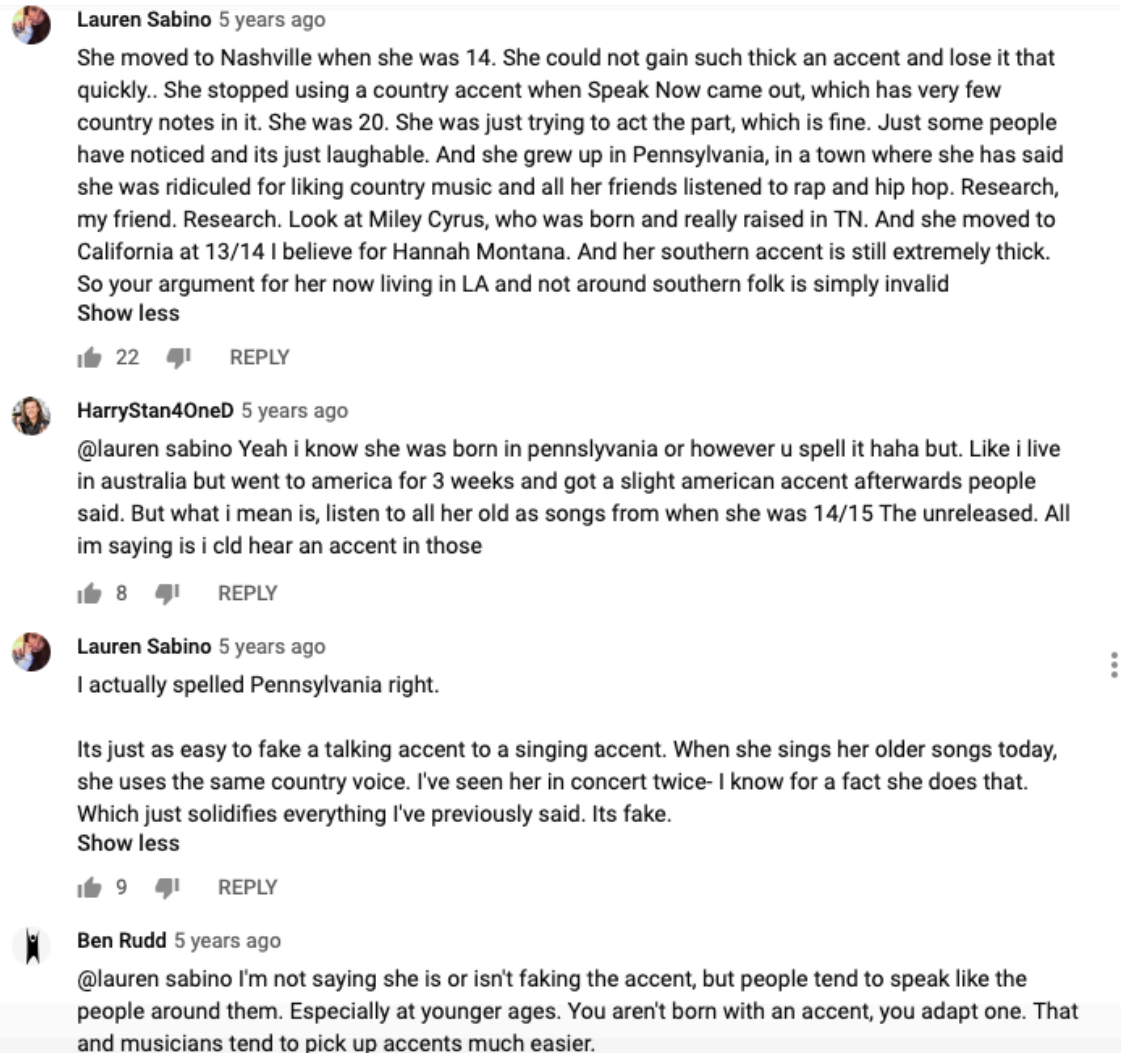 Lauren Sabino 5 years ago
She moved to Nashville when she was 14. She could not gain such thick an accent and lose it that
quickly.. She stopped using a country accent when Speak Now came out, which has very few
country notes in it. She was 20. She was just trying to act the part, which is fine. Just some people
have noticed and its just laughable. And she grew up in Pennsylvania, in a town where she has said
she was ridiculed for liking country music and all her friends listened to rap and hip hop. Research,
my friend. Research. Look at Miley Cyrus, who was born and really raised in TN. And she moved to
California at 13/14 I believe for Hannah Montana. And her southern accent is still extremely thick.
So your argument for her now living in LA and not around southern folk is simply invalid
Show less
22 REPLY
HarryStan4OneD 5 years ago
@lauren sabino Yeah i know she was born in pennslyvania or however u spell it haha but. Like i live
in australia but went to america for 3 weeks and got a slight american accent afterwards people
said. But what i mean is, listen to all her old as songs from when she was 14/15 The unreleased. All
im saying is i cld hear an accent in those
8 REPLY
Lauren Sabino 5 years ago
I actually spelled Pennsylvania right.
Its just as easy to fake a talking accent to a singing accent. When she sings her older songs today,
she uses the same country voice. I've seen her in concert twice- I know for a fact she does that.
Which just solidifies everything I've previously said. Its fake.
Show less
9 REPLY
Ben Rudd 5 years ago
@lauren sabino I'm not saying she is or isn't faking the accent, but people tend to speak like the
people around them. Especially at younger ages. You aren't born with an accent, you adapt one. That
and musicians tend to pick up accents much easier.